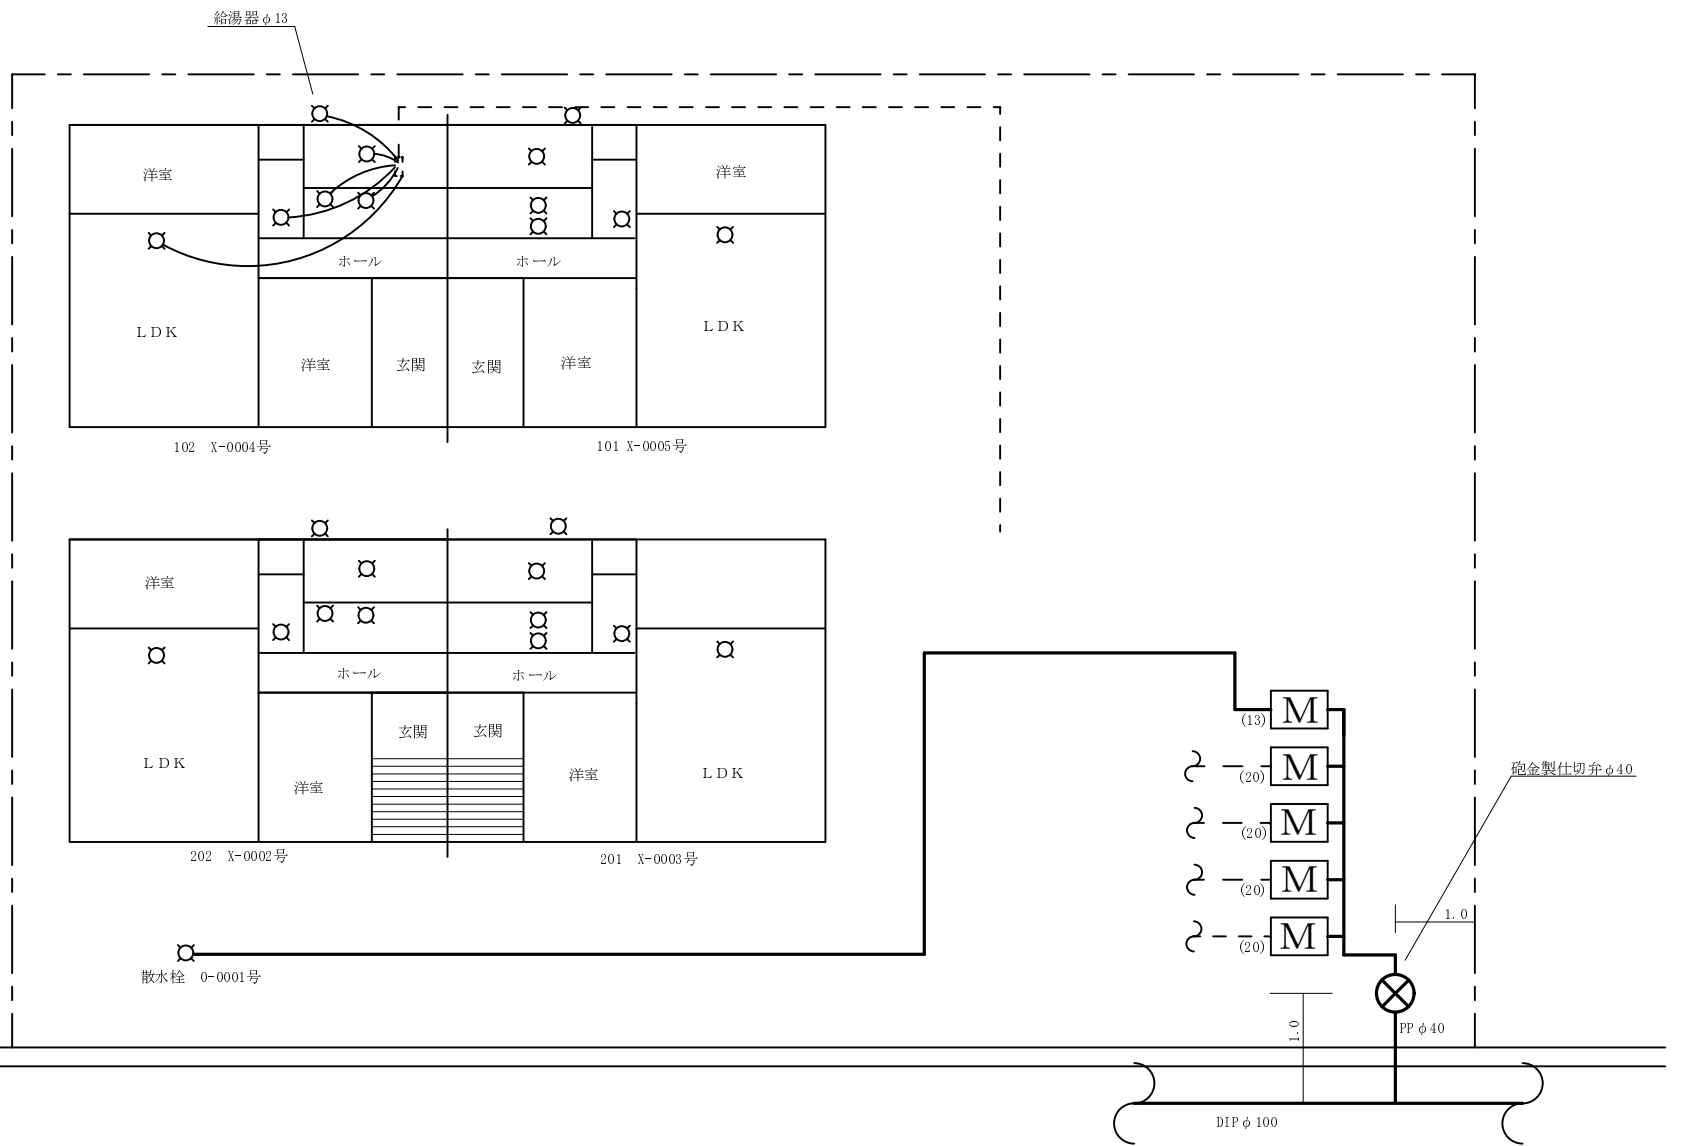 給湯器φ13
洋室
洋室
ホール
ホール
LDK
LDK
洋室
玄関
玄関
洋室
102 X-0004号
101 X-0005号
洋室
ホール
ホール
玄関
玄関
LDK
洋室
洋室
LDK
202 X-0002号
201 X-0003号
M
(13)
M
(20)
M
(20)
M
(20)
M
(20)
砲金製仕切弁φ40
1.0
散水栓 0-0001号
1.0
PPφ40
DIPφ100